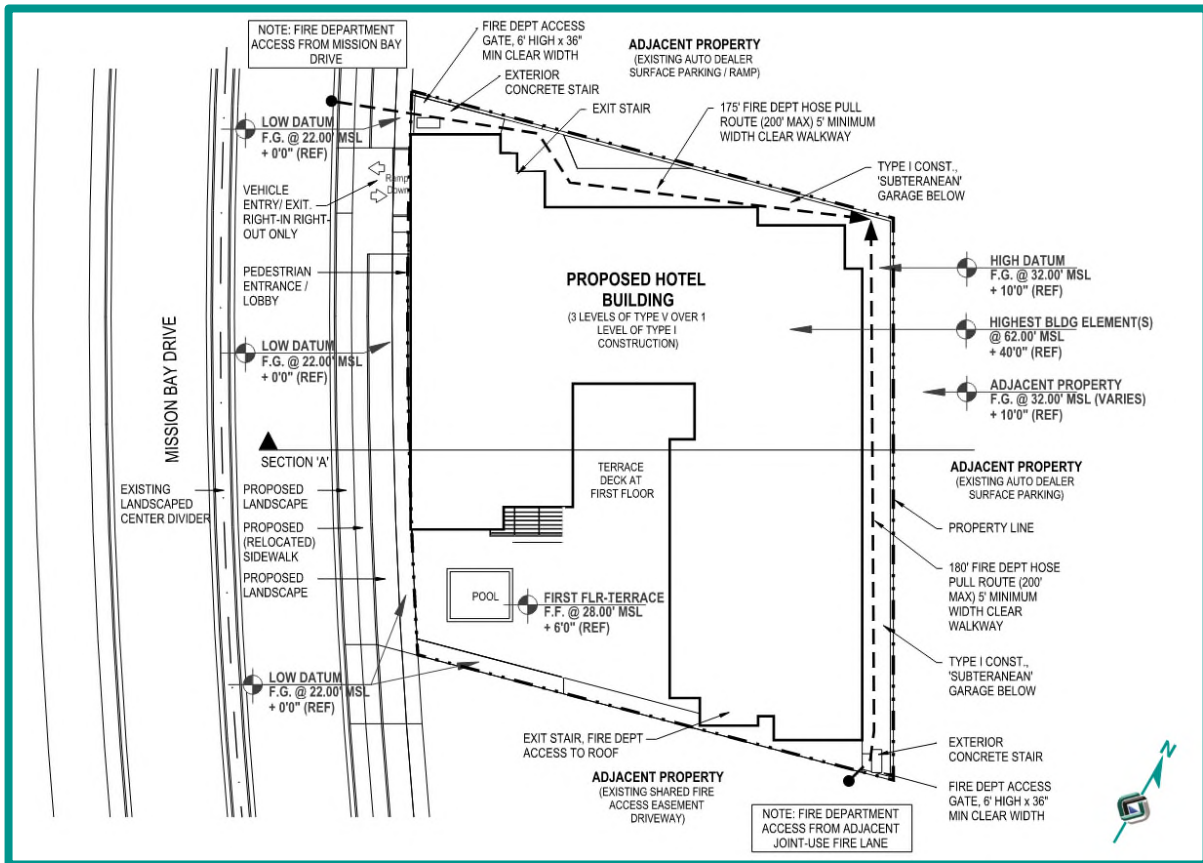 NOTE: FIRE DEPARTMENT
ACCESS FROM MISSION BAY
DRIVE
FIRE DEPT ACCESS
GATE, 6' HIGH x 36"
MIN CLEAR WIDTH
EXTERIOR
CONCRETE STAIR
EXIT STAIR
ADJACENT PROPERTY
(EXISTING AUTO DEALER
SURFACE PARKING / RAMP)
175' FIRE DEPT HOSE PULL
ROUTE (200' MAX) 5' MINIMUM
WIDTH CLEAR WALKWAY
TYPE I CONST.,
'SUBTERANEAN'
GARAGE BELOW
LOW DATUM
F.G. @ 22.00' MSL
+ 0'0" (REF)
Ramp
Down
VEHICLE
ENTRY/ EXIT.
RIGHT-IN RIGHT-
OUT ONLY
PEDESTRIAN
ENTRANCE /
LOBBY
LOW DATUM
F.G. @ 22.00' MSL
+ 0'0" (REF)
MISSION BAY DRIVE
SECTION 'A'
EXISTING
LANDSCAPED
CENTER DIVIDER
PROPOSED
LANDSCAPE
PROPOSED
(RELOCATED)
SIDEWALK
PROPOSED
LANDSCAPE
LOW DATUM
F.G. @ 22.00' MSL
+ 0'0" (REF)
PROPOSED HOTEL
BUILDING
(3 LEVELS OF TYPE V OVER 1
LEVEL OF TYPE I
CONSTRUCTION)
TERRACE
DECK AT
FIRST FLOOR
POOL
FIRST FLR-TERRACE
F.F. @ 28.00' MSL
+ 6'0" (REF)
HIGH DATUM
F.G. @ 32.00' MSL
+ 10'0" (REF)
HIGHEST BLDG ELEMENT(S)
@ 62.00' MSL
+ 40'0" (REF)
ADJACENT PROPERTY
F.G. @ 32.00' MSL (VARIES)
+ 10'0" (REF)
ADJACENT PROPERTY
(EXISTING AUTO DEALER
SURFACE PARKING)
PROPERTY LINE
180' FIRE DEPT HOSE
PULL ROUTE (200'
MAX) 5' MINIMUM
WIDTH CLEAR
WALKWAY
TYPE I CONST.,
'SUBTERANEAN'
GARAGE BELOW
EXTERIOR
CONCRETE STAIR
FIRE DEPT ACCESS
GATE, 6' HIGH x 36"
MIN CLEAR WIDTH
EXIT STAIR, FIRE DEPT
ACCESS TO ROOF
ADJACENT PROPERTY
(EXISTING SHARED FIRE
ACCESS EASEMENT
DRIVEWAY)
NOTE: FIRE DEPARTMENT
ACCESS FROM ADJACENT
JOINT-USE FIRE LANE
N